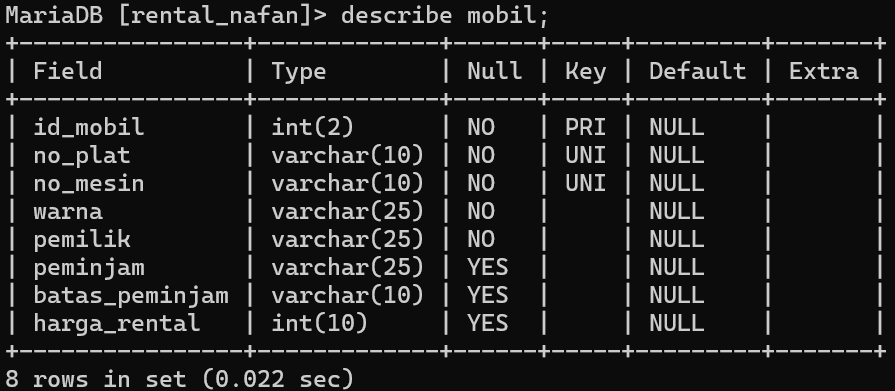 MariaDB [rental_nafan]> describe mobil;
+----------------+-------------+------+-----+---------+-------+
| Field          | Type        | Null | Key | Default | Extra |
+----------------+-------------+------+-----+---------+-------+
| id_mobil       | int(2)      | NO   | PRI | NULL    |       |
| no_plat        | varchar(10) | NO   | UNI | NULL    |       |
| no_mesin       | varchar(10) | NO   | UNI | NULL    |       |
| warna          | varchar(25) | NO   |     | NULL    |       |
| pemilik        | varchar(25) | NO   |     | NULL    |       |
| peminjam       | varchar(25) | YES  |     | NULL    |       |
| batas_peminjam | varchar(10) | YES  |     | NULL    |       |
| harga_rental   | int(10)     | YES  |     | NULL    |       |
+----------------+-------------+------+-----+---------+-------+
8 rows in set (0.022 sec)